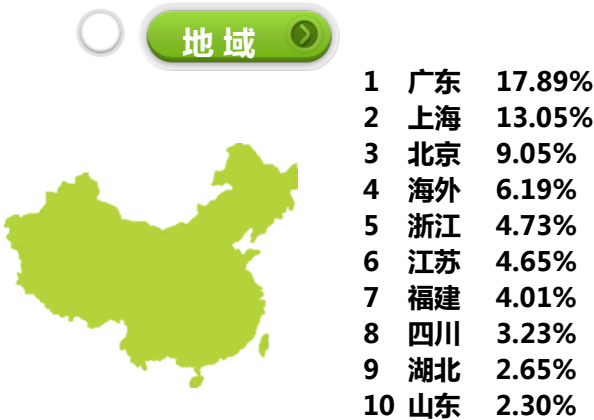 地域
1 广东 17.89%
2 上海 13.05%
3 北京 9.05%
4 海外 6.19%
5 浙江 4.73%
6 江苏 4.65%
7 福建 4.01%
8 四川 3.23%
9 湖北 2.65%
10 山东 2.30%